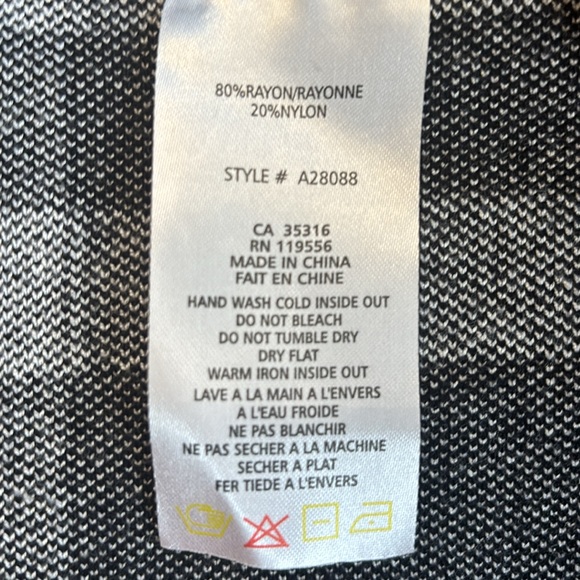 80%RAYON/RAYONNE
20%NYLON
STYLE # A28088
CA 35316
RN 119556
MADE IN CHINA
FAIT EN CHINE
HAND WASH COLD INSIDE OUT
DO NOT BLEACH
DO NOT TUMBLE DRY
DRY FLAT
WARM IRON INSIDE OUT
LAVE A LA MAIN A L'ENVERS
A L'EAU FROIDE
NE PAS BLANCHIR
NE PAS SECHER A LA MACHINE
SECHER A PLAT
FER TIEDE A L'ENVERS